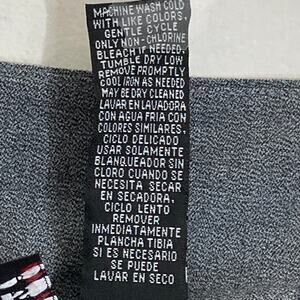 MACHINE WASH COLD
WITH LIKE COLORS,
GENTLE CYCLE
ONLY NON-CHLORINE
BLEACH IF NEEDED,
TUMBLE DRY LOW
REMOVE PROMPTLY
COOL IRON AS NEEDED
MAY BE DRY CLEANED
LAVAR EN LAVADORA
CON AGUA FRIA CON
COLORES SIMILARES,
CICLO DELICADO
USAR SOLAMENTE
BLANQUEADOR SIN
CLORO CUANDO SE
NECESITA SECAR
EN SECADORA,
CICLO LENTO
REMOVER
INMEDIATAMENTE
PLANCHA TIBIA
SI ES NECESARIO
SE PUEDE
LAVAR EN SECO